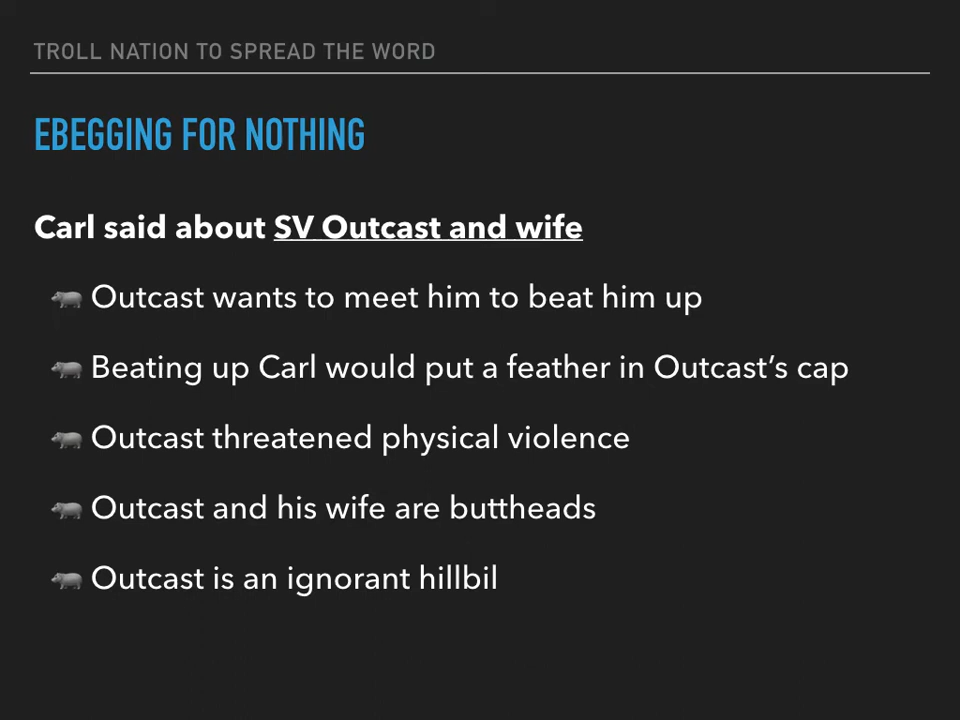 TROLL NATION TO SPREAD THE WORD
EBEGGING FOR NOTHING
Carl said about SV Outcast and wife
Outcast wants to meet him to beat him up
Beating up Carl would put a feather in Outcast’s cap
Outcast threatened physical violence
Outcast and his wife are buttheads
Outcast is an ignorant hillbil